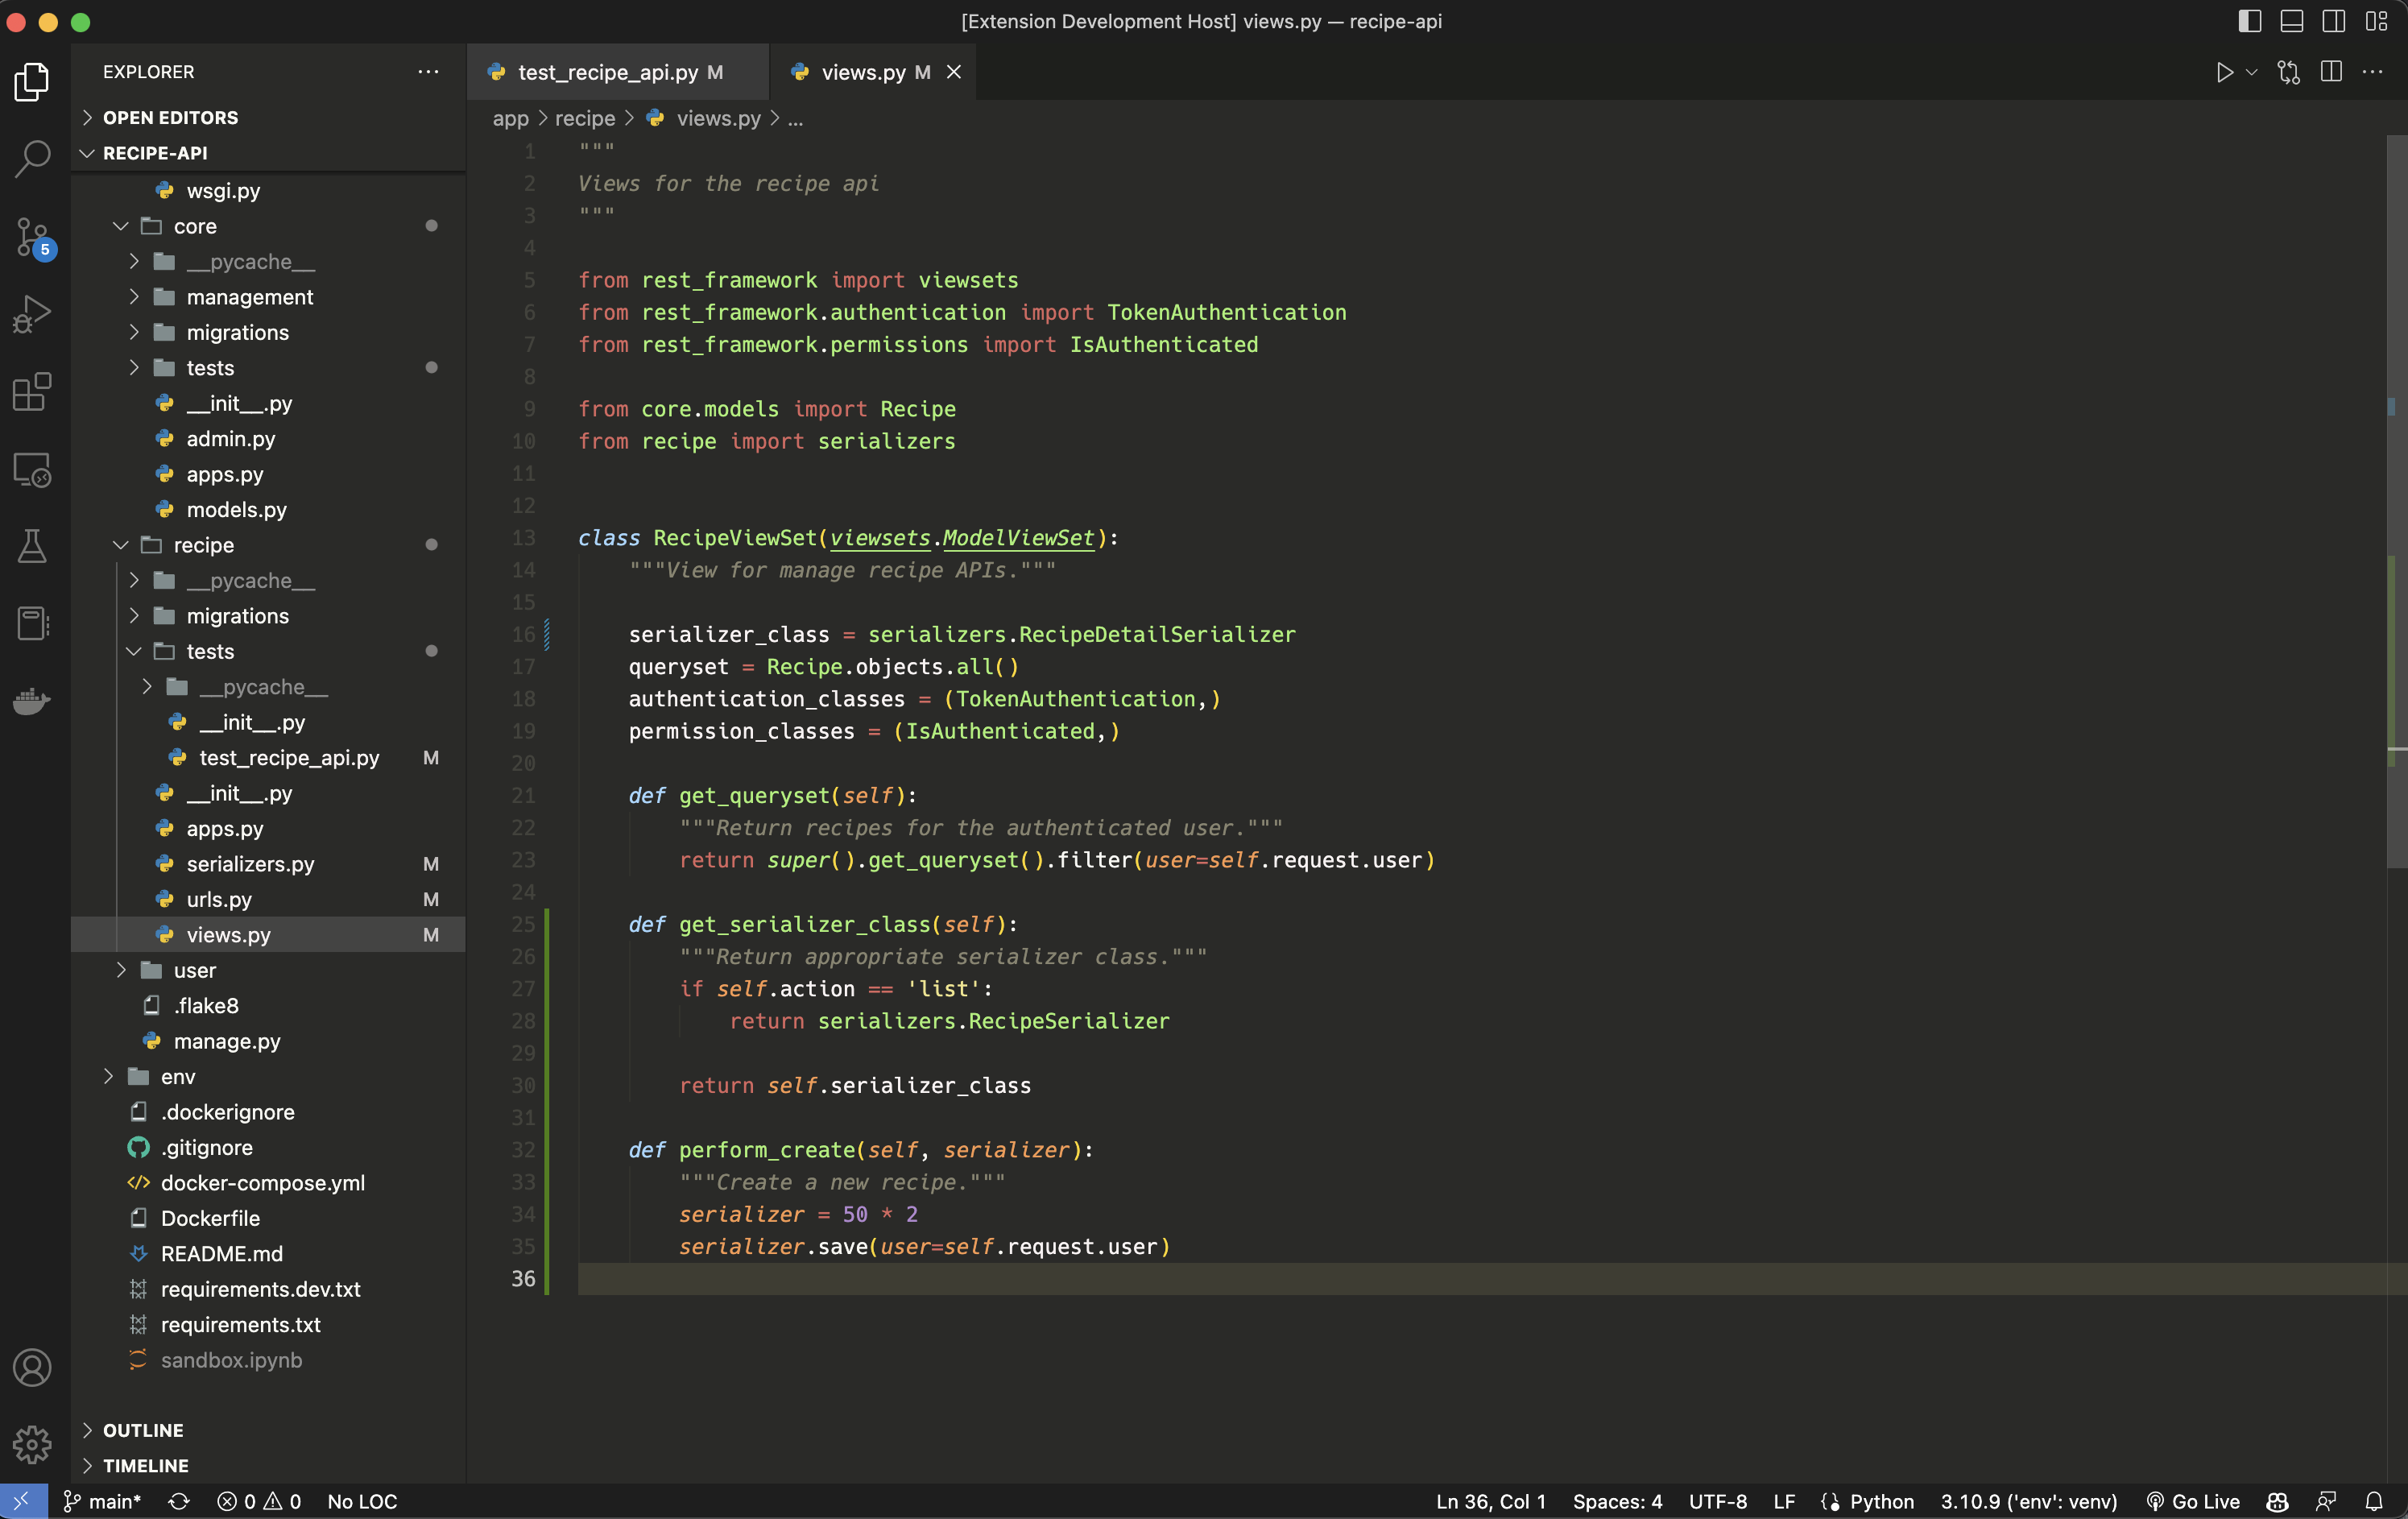 [Extension Development Host] views.py — recipe-api
EXPLORER
OPEN EDITORS
RECIPE-API
wsgi.py
core
__pycache__
management
migrations
tests
__init__.py
admin.py
apps.py
models.py
recipe
__pycache__
migrations
tests
__pycache__
__init__.py
test_recipe_api.py M
__init__.py
apps.py
serializers.py M
urls.py M
views.py M
user
.flake8
manage.py
env
.dockerignore
.gitignore
docker-compose.yml
Dockerfile
README.md
requirements.dev.txt
requirements.txt
sandbox.ipynb
OUTLINE
TIMELINE
5
test_recipe_api.py M views.py M
app > recipe > views.py > ...
1 """
2 Views for the recipe api
3 """
4
5 from rest_framework import viewsets
6 from rest_framework.authentication import TokenAuthentication
7 from rest_framework.permissions import IsAuthenticated
8
9 from core.models import Recipe
10 from recipe import serializers
11
12
13 class RecipeViewSet(viewsets.ModelViewSet):
14     """View for manage recipe APIs."""
15
16     serializer_class = serializers.RecipeDetailSerializer
17     queryset = Recipe.objects.all()
18     authentication_classes = (TokenAuthentication,)
19     permission_classes = (IsAuthenticated,)
20
21     def get_queryset(self):
22         """Return recipes for the authenticated user."""
23         return super().get_queryset().filter(user=self.request.user)
24
25     def get_serializer_class(self):
26         """Return appropriate serializer class."""
27         if self.action == 'list':
28             return serializers.RecipeSerializer
29
30         return self.serializer_class
31
32     def perform_create(self, serializer):
33         """Create a new recipe."""
34         serializer = 50 * 2
35         serializer.save(user=self.request.user)
36
main* 0 0 No LOC Ln 36, Col 1 Spaces: 4 UTF-8 LF Python 3.10.9 ('env': venv) Go Live